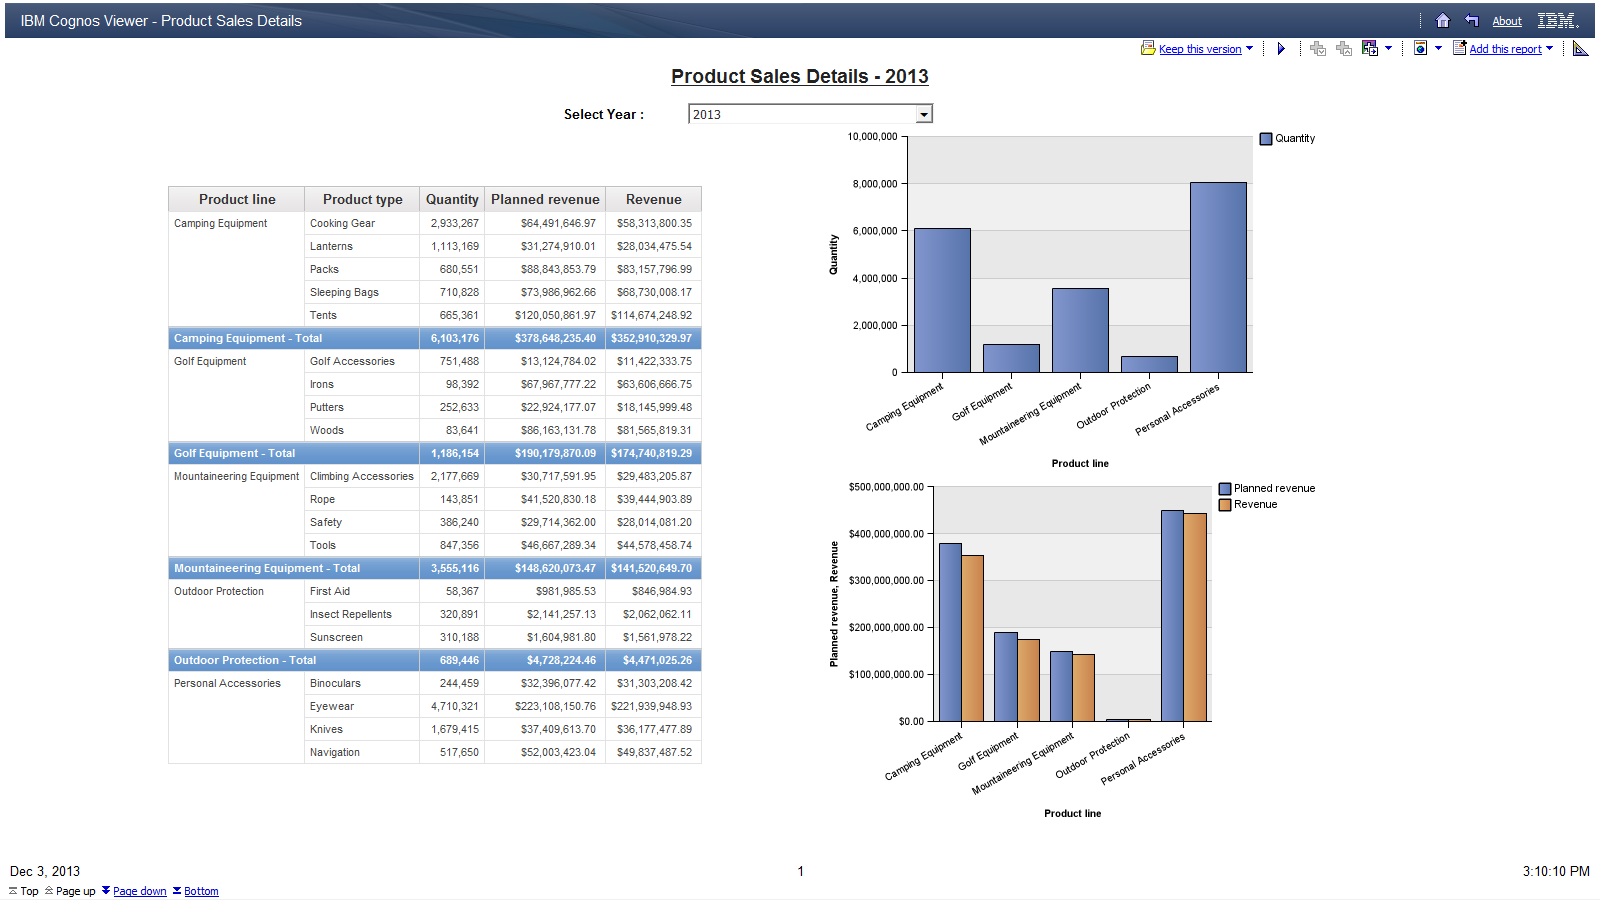 IBM Cognos Viewer - Product Sales Details
About IBM.
Keep this version
Add this report
Product Sales Details - 2013
Select Year : 2013
Product line Product type Quantity Planned revenue Revenue
Camping Equipment Cooking Gear 2,933,267 $64,491,646.97 $58,313,800.35
Lanterns 1,113,169 $31,274,910.01 $28,034,475.54
Packs 680,551 $88,843,853.79 $83,157,796.99
Sleeping Bags 710,828 $73,986,962.66 $68,730,008.17
Tents 665,361 $120,050,861.97 $114,674,248.92
Camping Equipment - Total 6,103,176 $378,648,235.40 $352,910,329.97
Golf Equipment Golf Accessories 751,488 $13,124,784.02 $11,422,333.75
Irons 98,392 $67,967,777.22 $63,606,666.75
Putters 252,633 $22,924,177.07 $18,145,999.48
Woods 83,641 $86,163,131.78 $81,565,819.31
Golf Equipment - Total 1,186,154 $190,179,870.09 $174,740,819.29
Mountaineering Equipment Climbing Accessories 2,177,669 $30,717,591.95 $29,483,205.87
Rope 143,851 $41,520,830.18 $39,444,903.89
Safety 386,240 $29,714,362.00 $28,014,081.20
Tools 847,356 $46,667,289.34 $44,578,458.74
Mountaineering Equipment - Total 3,555,116 $148,620,073.47 $141,520,649.70
Outdoor Protection First Aid 58,367 $981,985.53 $846,984.93
Insect Repellents 320,891 $2,141,257.13 $2,062,062.11
Sunscreen 310,188 $1,604,981.80 $1,561,978.22
Outdoor Protection - Total 689,446 $4,728,224.46 $4,471,025.26
Personal Accessories Binoculars 244,459 $32,396,077.42 $31,303,208.42
Eyewear 4,710,321 $223,108,150.76 $221,939,948.93
Knives 1,679,415 $37,409,613.70 $36,177,477.89
Navigation 517,650 $52,003,423.04 $49,837,487.52
10,000,000
8,000,000
6,000,000
4,000,000
2,000,000
0
Quantity
Quantity
Camping Equipment
Golf Equipment
Mountaineering Equipment
Outdoor Protection
Personal Accessories
Product line
$500,000,000.00
$400,000,000.00
$300,000,000.00
$200,000,000.00
$100,000,000.00
$0.00
Planned revenue, Revenue
Planned revenue
Revenue
Camping Equipment
Golf Equipment
Mountaineering Equipment
Outdoor Protection
Personal Accessories
Product line
Dec 3, 2013 1 3:10:10 PM
Top Page up Page down Bottom